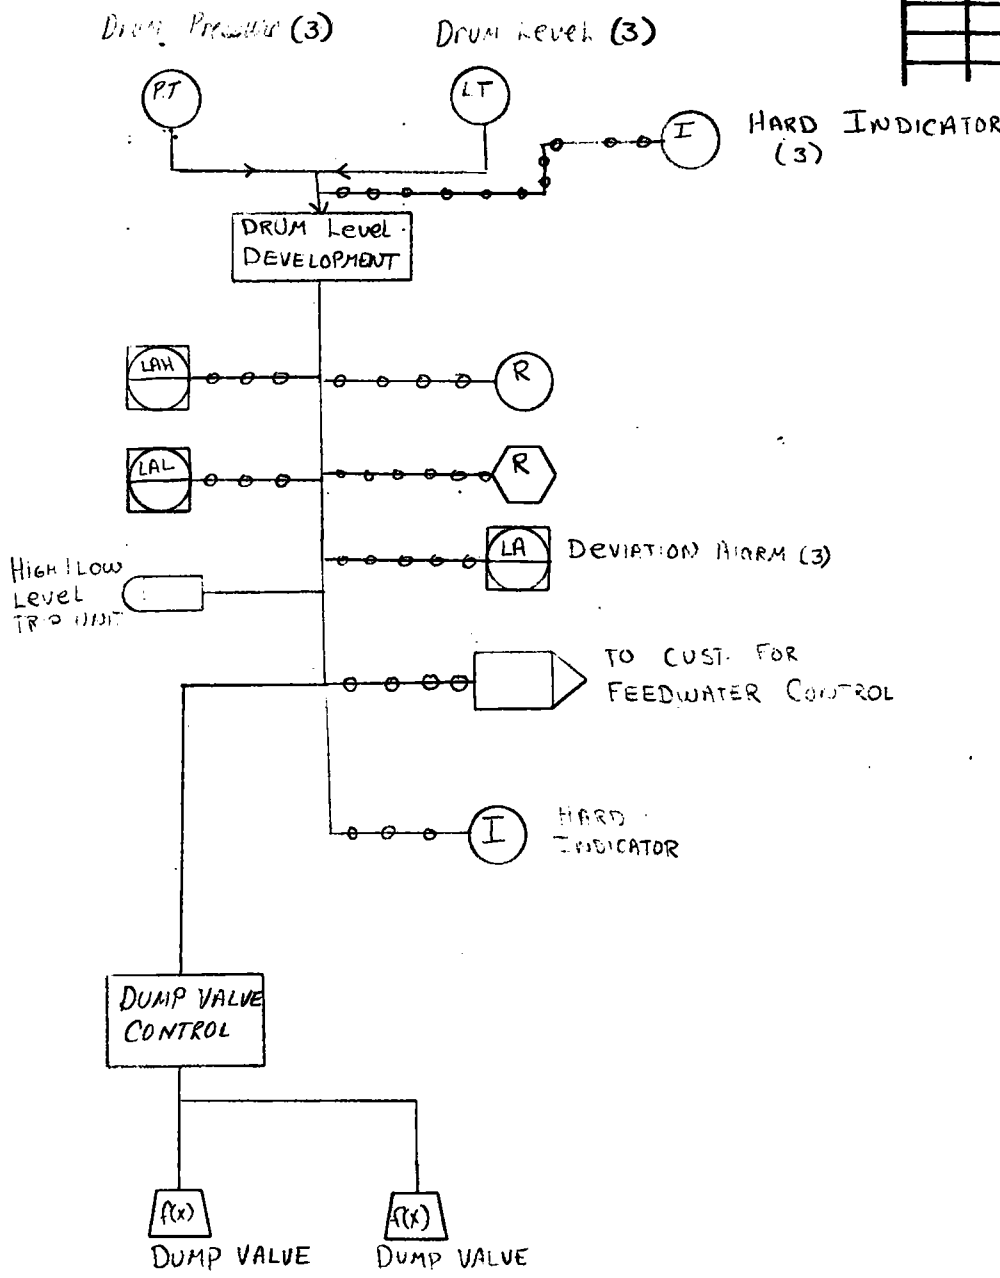 Drum Pressure (3)
Drum Level (3)
PT
LT
I
HARD INDICATOR
(3)
DRUM Level
DEVELOPMENT
LAH
R
LAL
R
LA
DEVIATION ALARM (3)
HIGH/LOW
Level
TRIP UNIT
TO CUST. FOR
FEEDWATER CONTROL
I
HARD
INDICATOR
DUMP VALVE
CONTROL
f(x)
f(x)
DUMP VALVE
DUMP VALVE